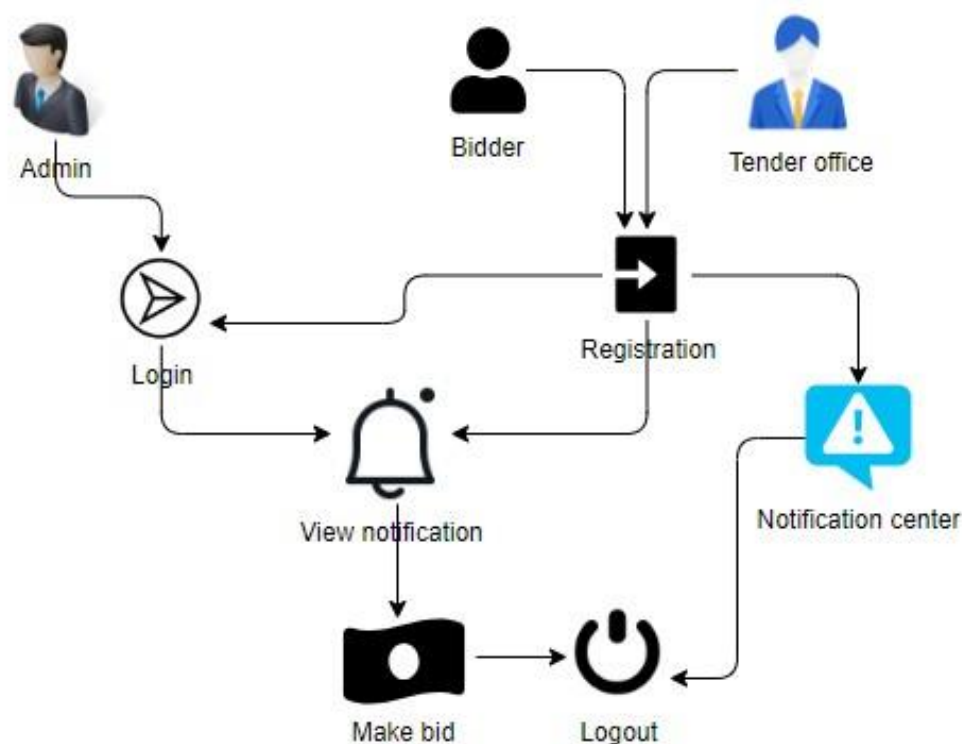 Bidder
Tender office
Admin
Registration
Login
Notification center
View notification
Make bid
Logout